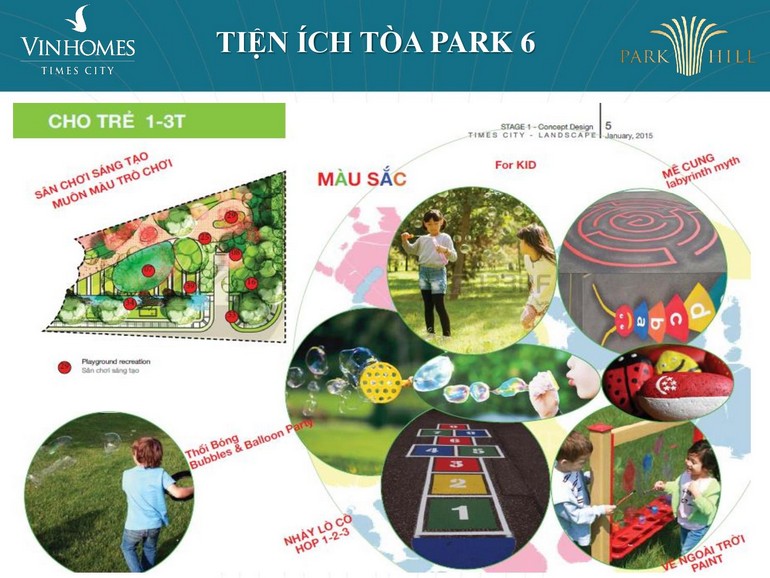 VINHOMES
TIMES CITY
TIỆN ÍCH TÒA PARK 6
PARK HILL
CHO TRẺ 1-3T
STAGE 1 - Concept Design
TIMES CITY - LANDSCAPE
5
January, 2015
SÂN CHƠI SÁNG TẠO
MUÔN MÀU TRÒ CHƠI
MÀU SẮC
For KID
MÊ CUNG
labyrinth myth
a b c d
Playground recreation
Sân chơi sáng tạo
Thổi Bóng
Bubbles & Balloon Party
NHẢY LÒ CÒ
HOP 1-2-3
8
7
6
4 5
3
2
1
VẼ NGOÀI TRỜI
PAINT